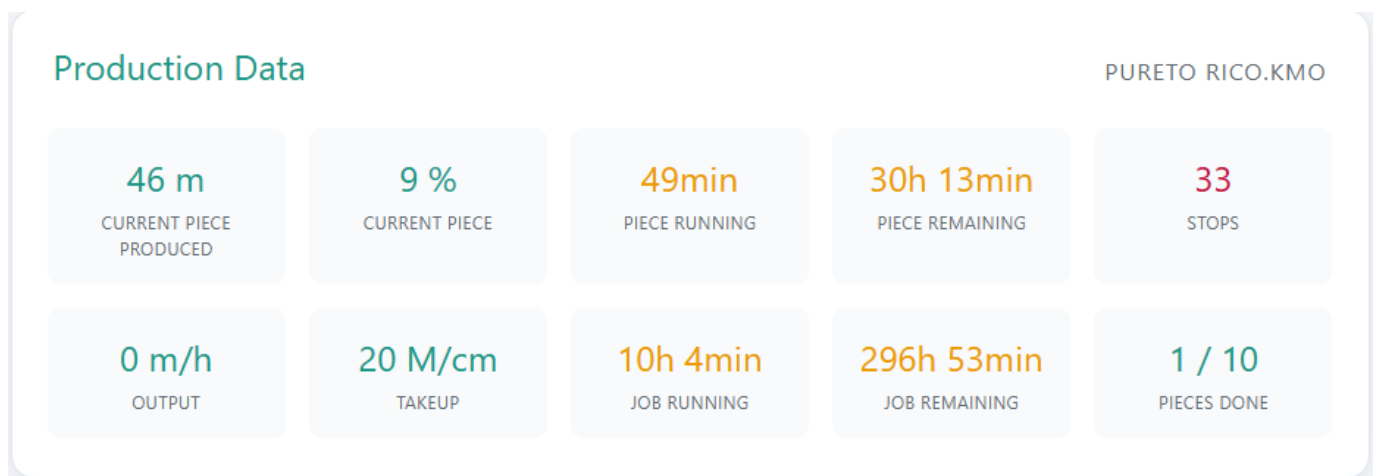 Production Data
PURETO RICO.KMO
46 m
CURRENT PIECE
PRODUCED
9 %
CURRENT PIECE
49min
PIECE RUNNING
30h 13min
PIECE REMAINING
33
STOPS
0 m/h
OUTPUT
20 M/cm
TAKEUP
10h 4min
JOB RUNNING
296h 53min
JOB REMAINING
1 / 10
PIECES DONE